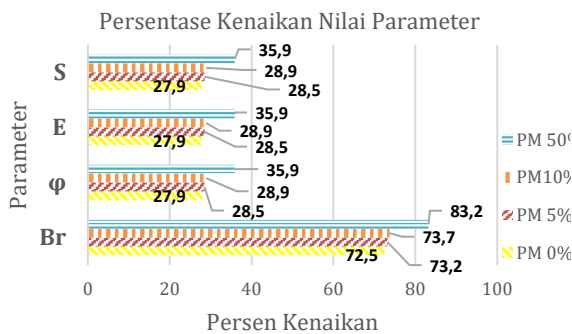 Persentase Kenaikan Nilai Parameter
Parameter
S
35,9
28,9
28,5
27,9
E
35,9
28,9
28,5
27,9
φ
35,9
28,9
28,5
27,9
Br
83,2
73,7
73,2
72,5
PM 50%
PM10%
PM 5%
PM 0%
0 20 40 60 80 100
Persen Kenaikan